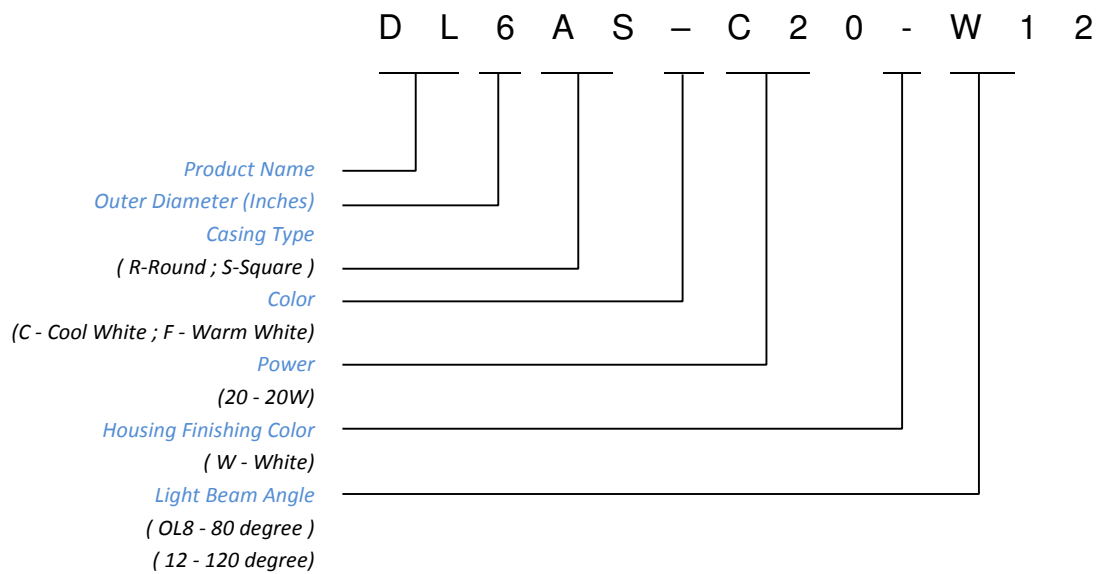 D L 6 A S – C 2 0 - W 1 2
Product Name
Outer Diameter (Inches)
Casing Type
( R-Round ; S-Square )
Color
(C - Cool White ; F - Warm White)
Power
(20 - 20W)
Housing Finishing Color
( W - White)
Light Beam Angle
( OL8 - 80 degree )
( 12 - 120 degree)